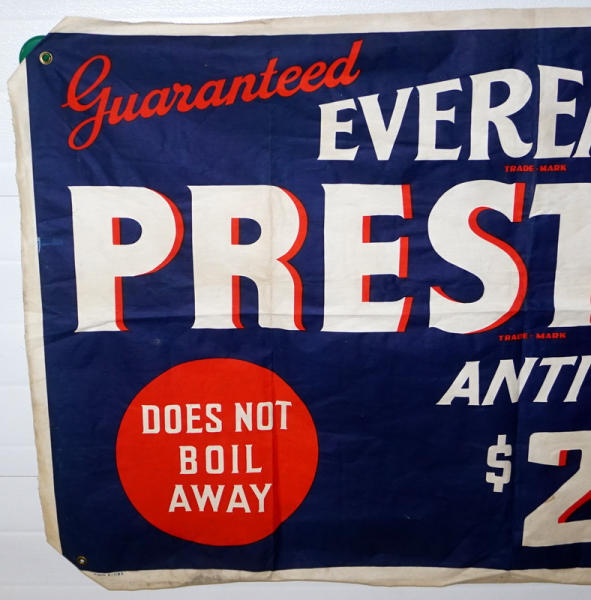 Guaranteed
EVEREA
TRADE-MARK
PREST
TRADE-MARK
ANTI
$2
DOES NOT
BOIL
AWAY